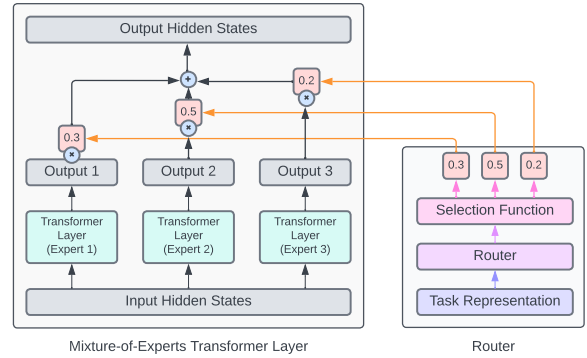 Output Hidden States
+
0.2
×
0.5
×
0.3
×
0.3
0.5
0.2
Output 1
Output 2
Output 3
Selection Function
Transformer
Layer
(Expert 1)
Transformer
Layer
(Expert 2)
Transformer
Layer
(Expert 3)
Router
Input Hidden States
Task Representation
Mixture-of-Experts Transformer Layer
Router